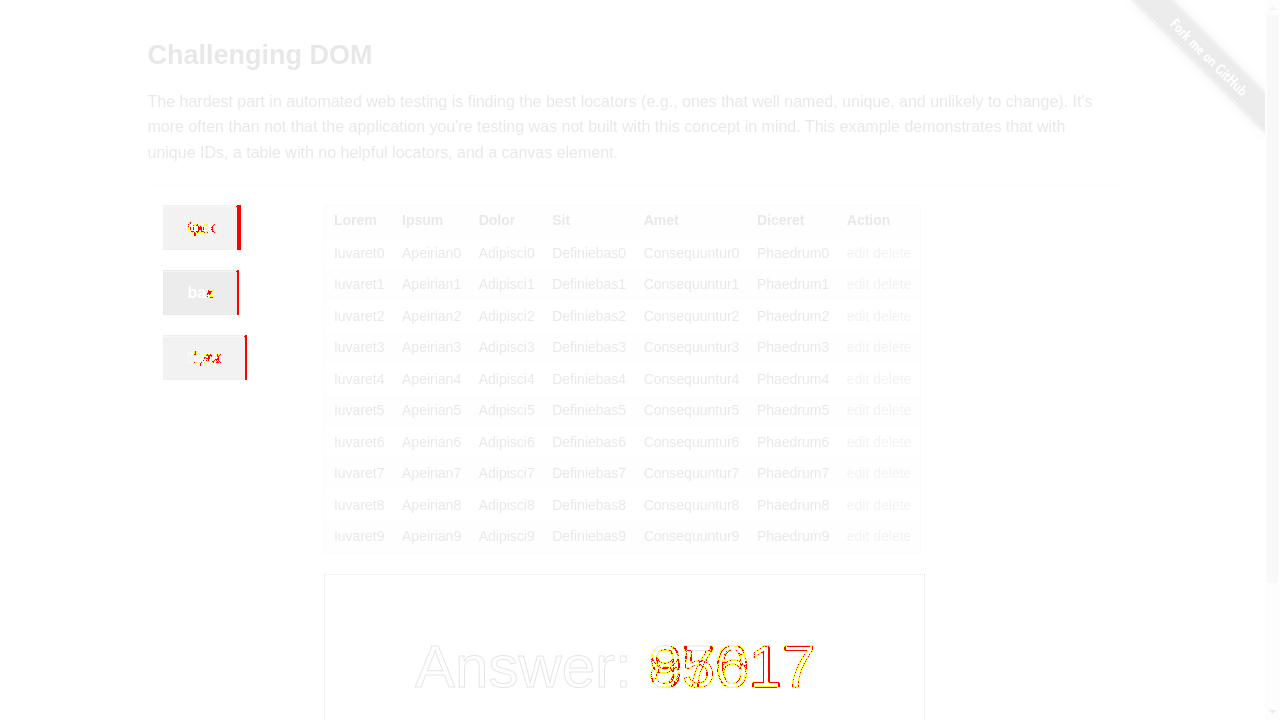 Fork me on GitHub
Challenging DOM
The hardest part in automated web testing is finding the best locators (e.g., ones that well named, unique, and unlikely to change). It's
more often than not that the application you're testing was not built with this concept in mind. This example demonstrates that with
unique IDs, a table with no helpful locators, and a canvas element.
Lorem Ipsum Dolor Sit Amet Diceret Action
Iuvaret0 Apeirian0 Adipisci0 Definiebas0 Consequuntur0 Phaedrum0 edit delete
Iuvaret1 Apeirian1 Adipisci1 Definiebas1 Consequuntur1 Phaedrum1 edit delete
Iuvaret2 Apeirian2 Adipisci2 Definiebas2 Consequuntur2 Phaedrum2 edit delete
Iuvaret3 Apeirian3 Adipisci3 Definiebas3 Consequuntur3 Phaedrum3 edit delete
Iuvaret4 Apeirian4 Adipisci4 Definiebas4 Consequuntur4 Phaedrum4 edit delete
Iuvaret5 Apeirian5 Adipisci5 Definiebas5 Consequuntur5 Phaedrum5 edit delete
Iuvaret6 Apeirian6 Adipisci6 Definiebas6 Consequuntur6 Phaedrum6 edit delete
Iuvaret7 Apeirian7 Adipisci7 Definiebas7 Consequuntur7 Phaedrum7 edit delete
Iuvaret8 Apeirian8 Adipisci8 Definiebas8 Consequuntur8 Phaedrum8 edit delete
Iuvaret9 Apeirian9 Adipisci9 Definiebas9 Consequuntur9 Phaedrum9 edit delete
Answer: